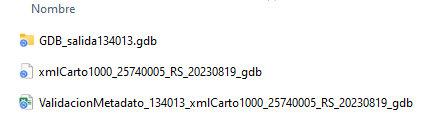 Nombre
GDB_salida134013.gdb
xmlCarto1000_25740005_RS_20230819_gdb
ValidacionMetadato_134013_xmlCarto1000_25740005_RS_20230819_gdb